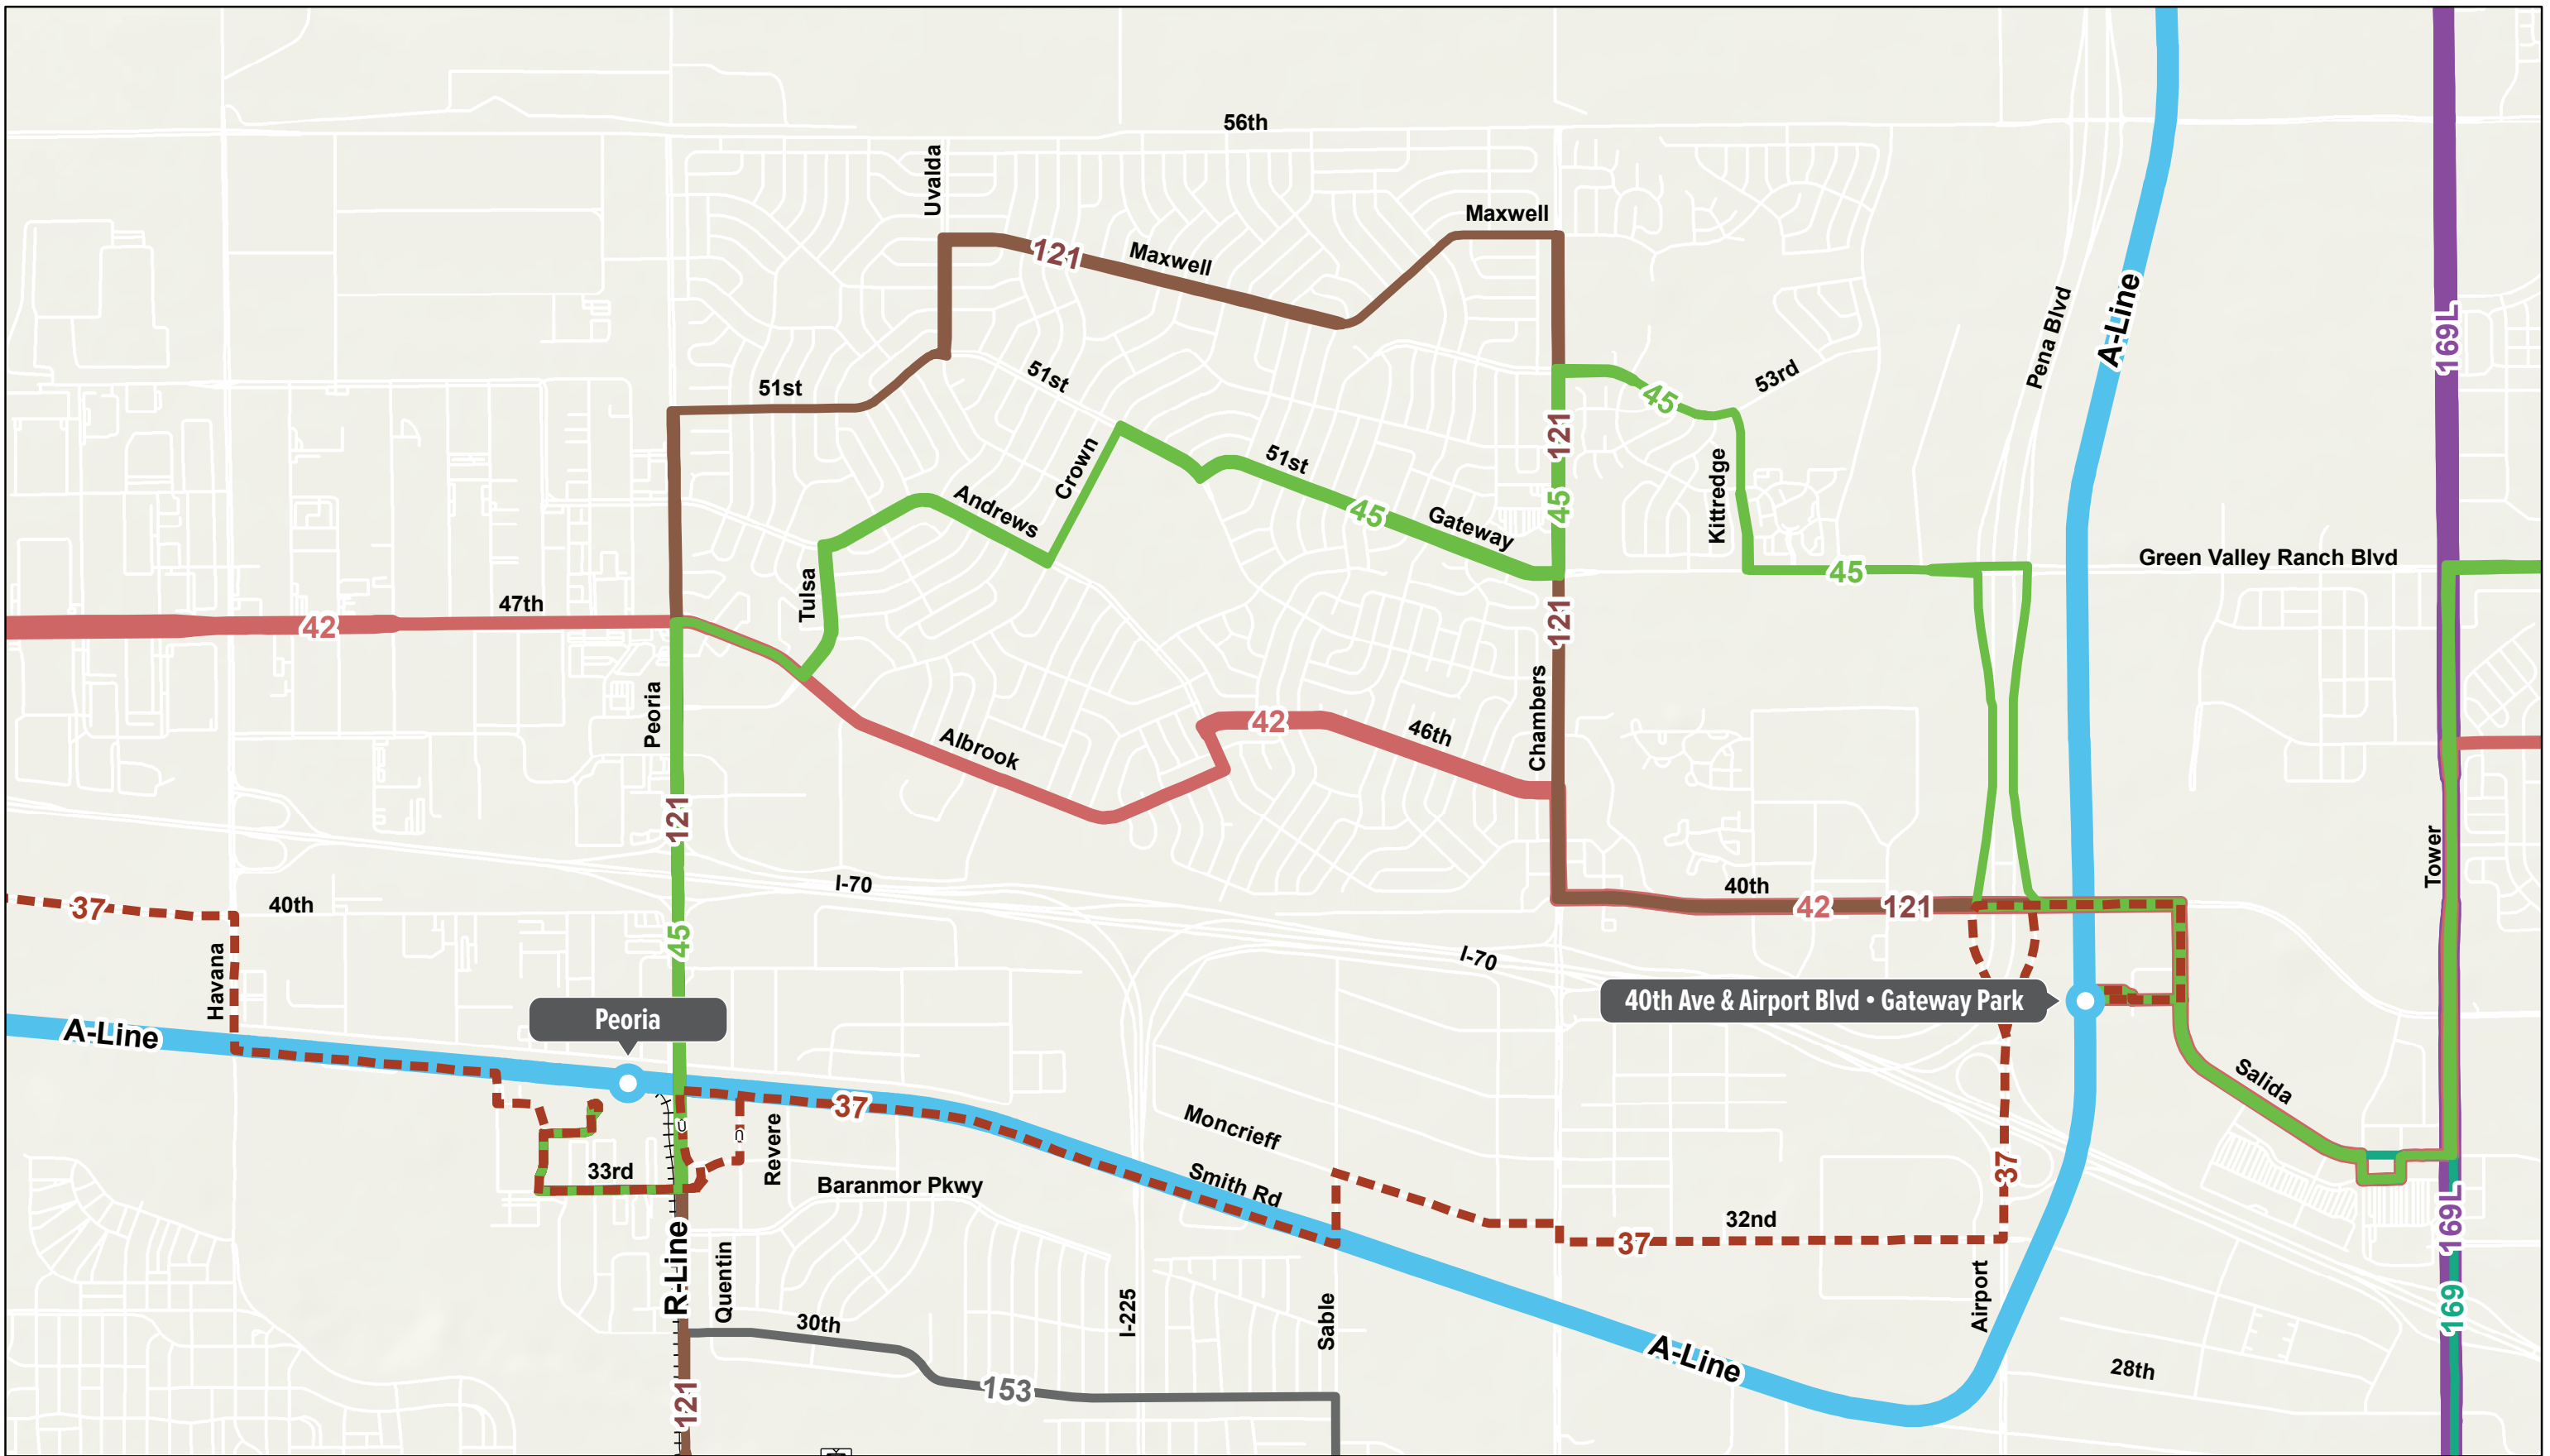 56th
Uvalda
Maxwell
121
Maxwell
A-Line
Pena Blvd
169L
51st
51st
45
53rd
121
Crown
51st
Andrews
45
Gateway
45
Kittredge
Green Valley Ranch Blvd
45
Tulsa
47th
42
121
Peoria
Albrook
42
46th
Chambers
121
Tower
I-70
40th
42
121
37
40th
45
I-70
Havana
Peoria
40th Ave & Airport Blvd • Gateway Park
A-Line
Salida
37
Moncrieff
Revere
33rd
Smith Rd
37
Baranmor Pkwy
169L
32nd
37
R-Line
Quentin
I-225
Sable
Airport
169
30th
A-Line
28th
153
121